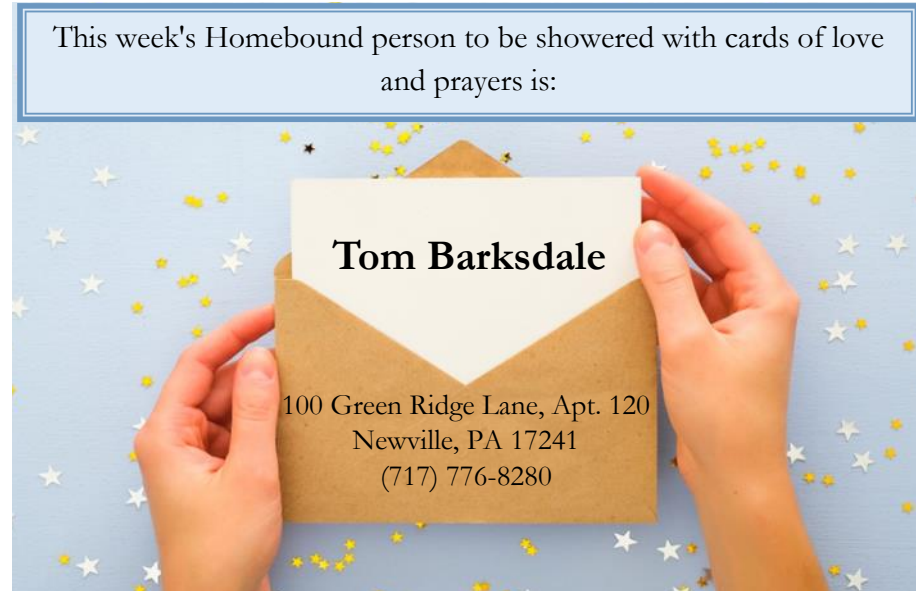 This week's Homebound person to be showered with cards of love
and prayers is:
Tom Barksdale
100 Green Ridge Lane, Apt. 120
Newville, PA 17241
(717) 776-8280